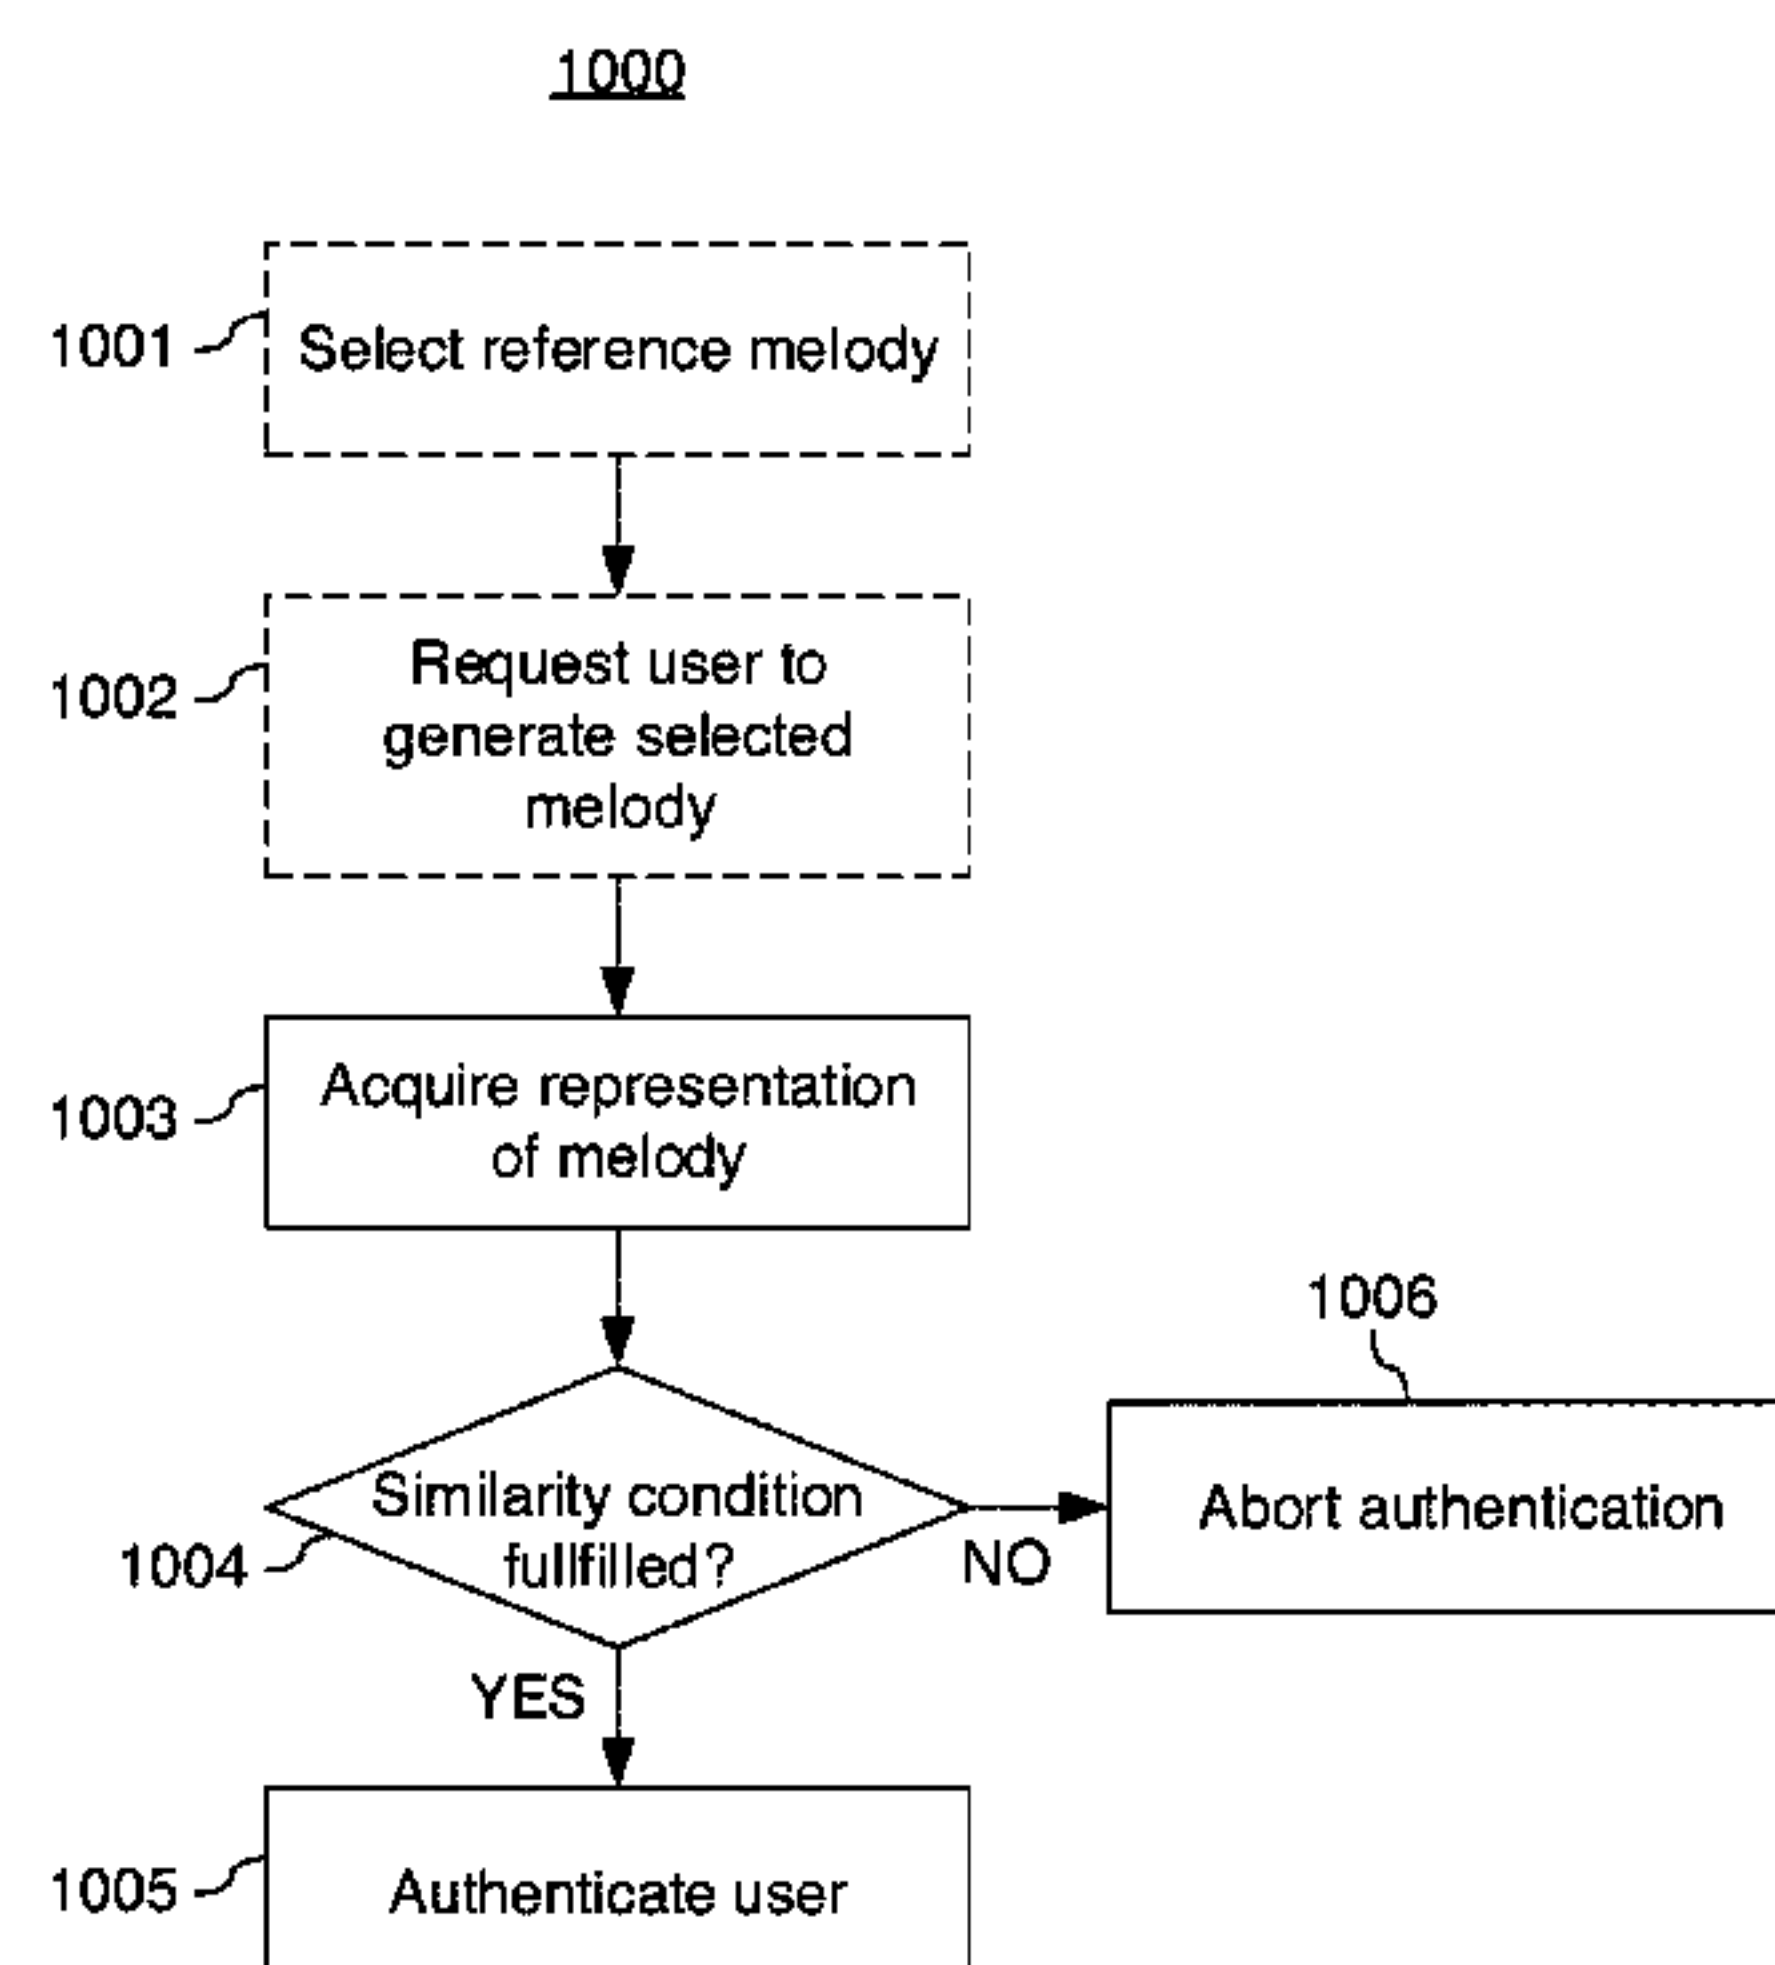 1000
1001
Select reference melody
1002
Request user to
generate selected
melody
1003
Acquire representation
of melody
1006
1004
Similarity condition
fullfilled?
NO
Abort authentication
YES
1005
Authenticate user